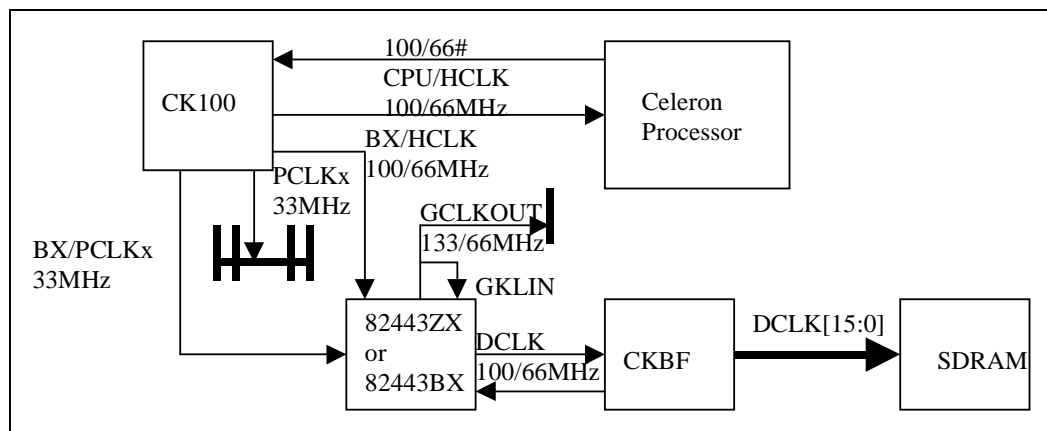 100/66#
CPU/HCLK
100/66MHz
CK100
Celeron
Processor
BX/HCLK
100/66MHz
PCLKx
33MHz
GCLKOUT
133/66MHz
BX/PCLKx
33MHz
GKLIN
82443ZX
or
82443BX
DCLK
100/66MHz
CKBF
DCLK[15:0]
SDRAM